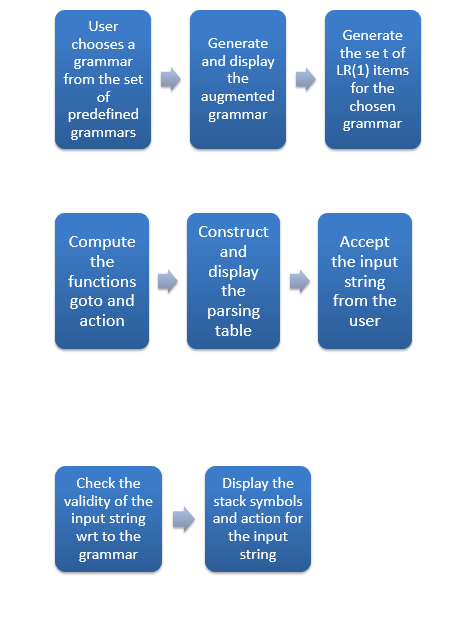 User
chooses a
grammar
from the set
of
predefined
grammars
Generate
and display
the
augmented
grammar
Generate
the se t of
LR(1) items
for the
chosen
grammar
Compute
the
functions
goto and
action
Construct
and
display
the
parsing
table
Accept
the input
string
from the
user
Check the
validity of the
input string
wrt to the
grammar
Display the
stack symbols
and action for
the input
string